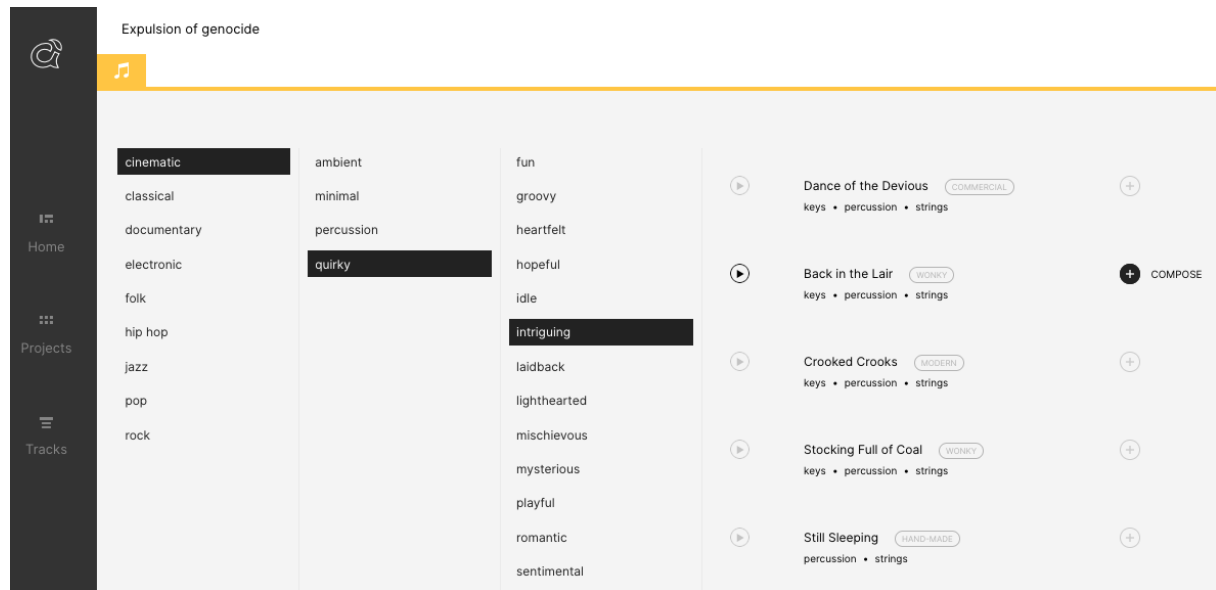 Expulsion of genocide
Home
Projects
Tracks
cinematic
classical
documentary
electronic
folk
hip hop
jazz
pop
rock
ambient
minimal
percussion
quirky
fun
groovy
heartfelt
hopeful
idle
intriguing
laidback
lighthearted
mischievous
mysterious
playful
romantic
sentimental
Dance of the Devious COMMERCIAL
keys • percussion • strings
Back in the Lair WONKY COMPOSE
keys • percussion • strings
Crooked Crooks MODERN
keys • percussion • strings
Stocking Full of Coal WONKY
keys • percussion • strings
Still Sleeping HAND-MADE
percussion • strings